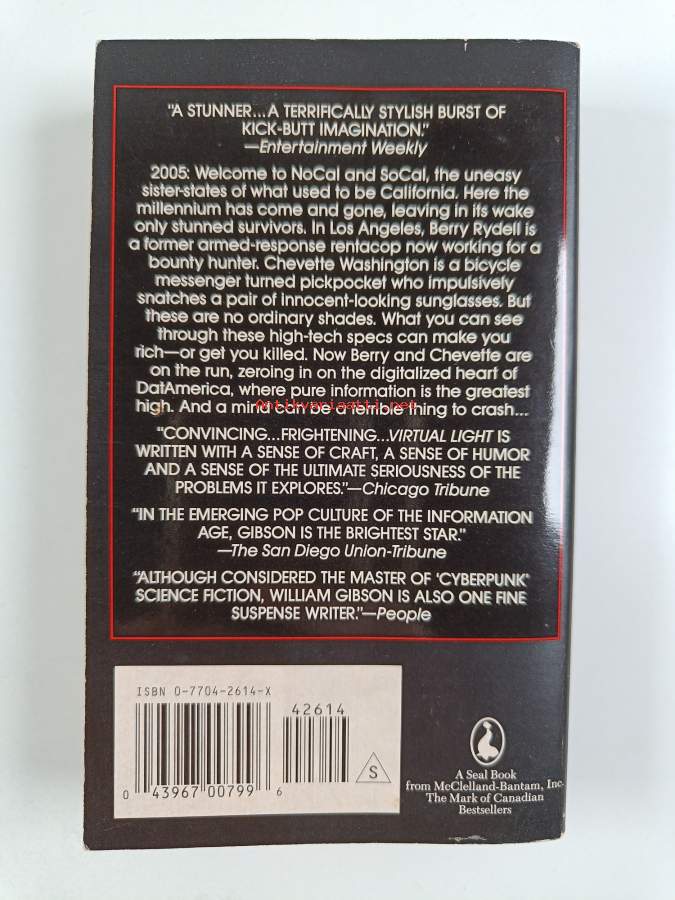 "A STUNNER...A TERRIFICALLY STYLISH BURST OF
KICK-BUTT IMAGINATION."
—Entertainment Weekly
2005: Welcome to NoCal and SoCal, the uneasy
sister-states of what used to be California. Here the
millennium has come and gone, leaving in its wake
only stunned survivors. In Los Angeles, Berry Rydell is
a former armed-response rentacop now working for a
bounty hunter. Chevette Washington is a bicycle
messenger turned pickpocket who impulsively
snatches a pair of innocent-looking sunglasses. But
these are no ordinary shades. What you can see
through these high-tech specs can make you
rich—or get you killed. Now Berry and Chevette are
on the run, zeroing in on the digitalized heart of
DatAmerica, where pure information is the greatest
high. And a mind can be a terrible thing to crash...
Antikvariaatti.net
"CONVINCING...FRIGHTENING...VIRTUAL LIGHT IS
WRITTEN WITH A SENSE OF CRAFT, A SENSE OF HUMOR
AND A SENSE OF THE ULTIMATE SERIOUSNESS OF THE
PROBLEMS IT EXPLORES."—Chicago Tribune
"IN THE EMERGING POP CULTURE OF THE INFORMATION
AGE, GIBSON IS THE BRIGHTEST STAR."
—The San Diego Union-Tribune
"ALTHOUGH CONSIDERED THE MASTER OF 'CYBERPUNK'
SCIENCE FICTION, WILLIAM GIBSON IS ALSO ONE FINE
SUSPENSE WRITER."—People
ISBN 0-7704-2614-X
42614
0 43967 00799 6
S
A Seal Book
from McClelland-Bantam, Inc.
The Mark of Canadian
Bestsellers